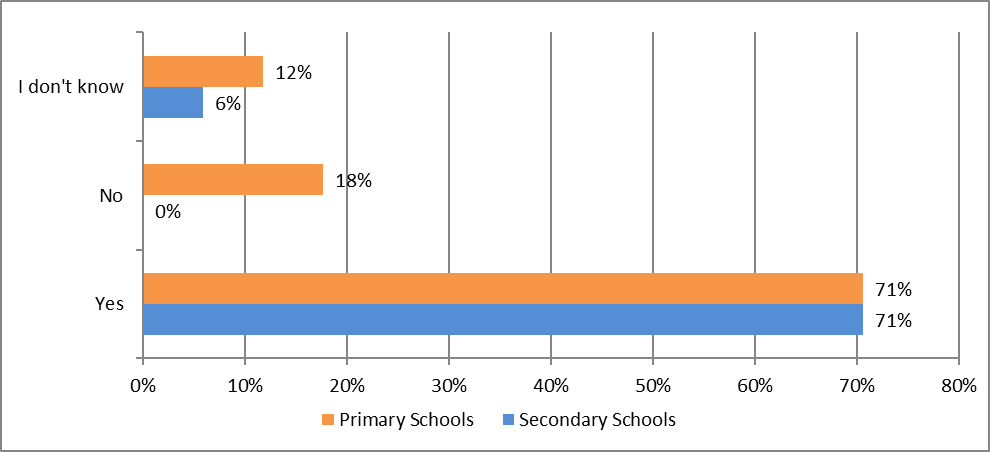 I don't know
12%
6%
No
18%
0%
Yes
71%
71%
0% 10% 20% 30% 40% 50% 60% 70% 80%
Primary Schools Secondary Schools